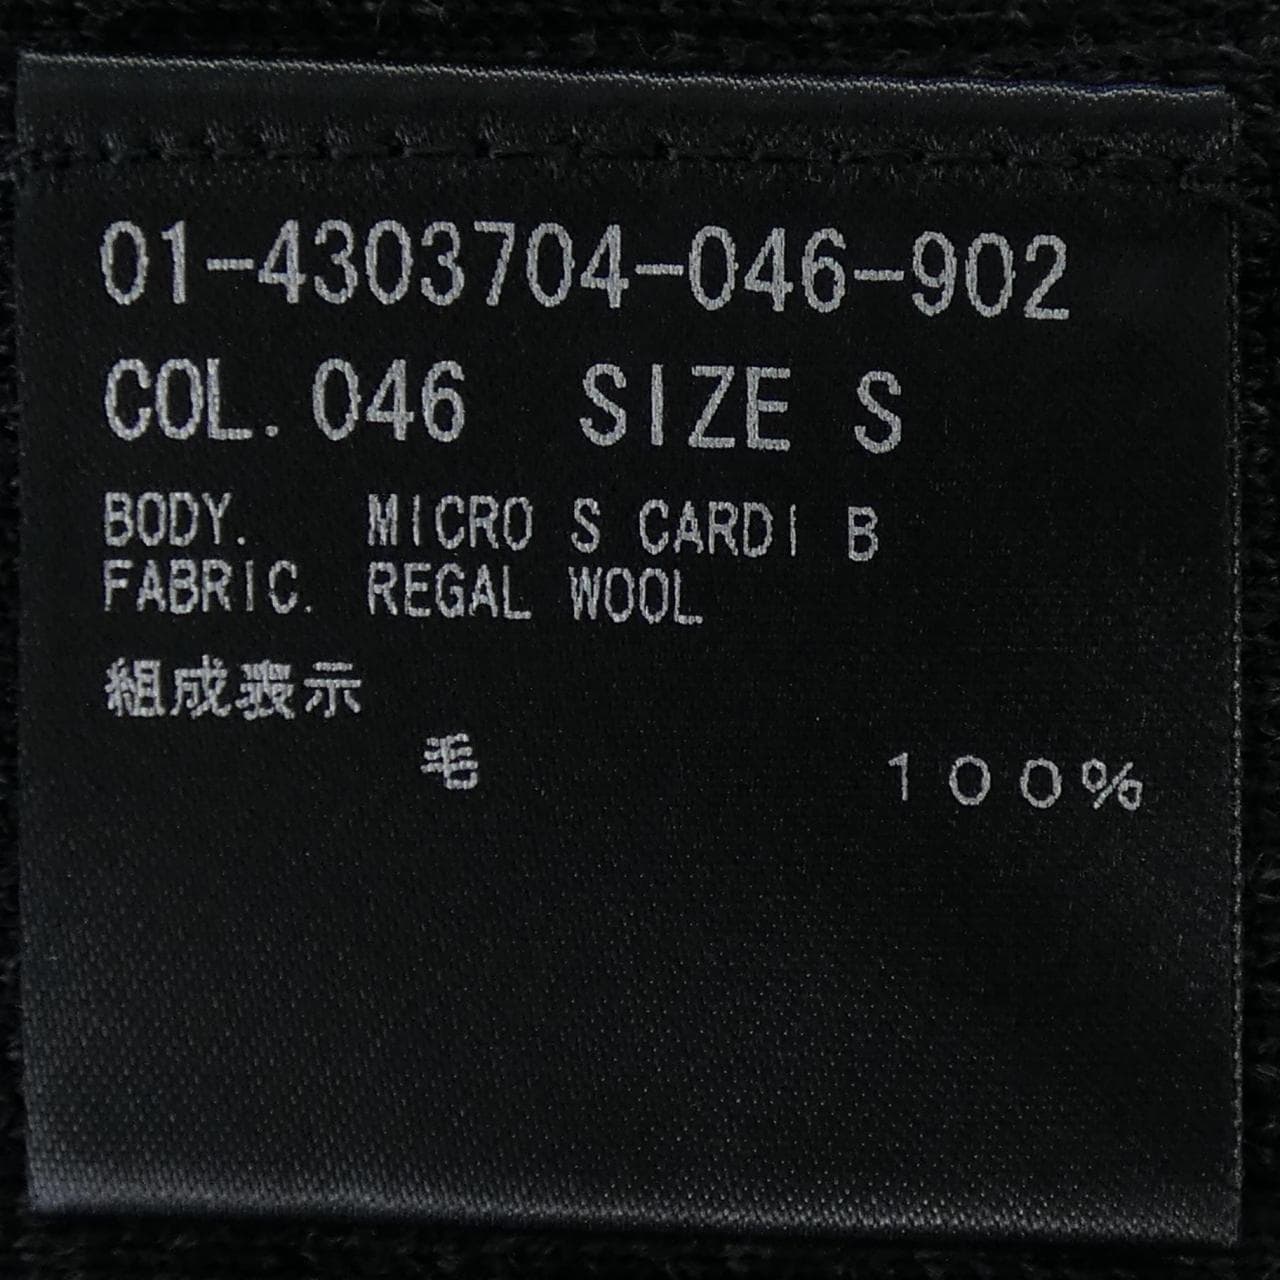 01-4303704-046-902
COL. 046 SIZE S
BODY. MICRO S CARDI B
FABRIC. REGAL WOOL
組成表示
毛 100%